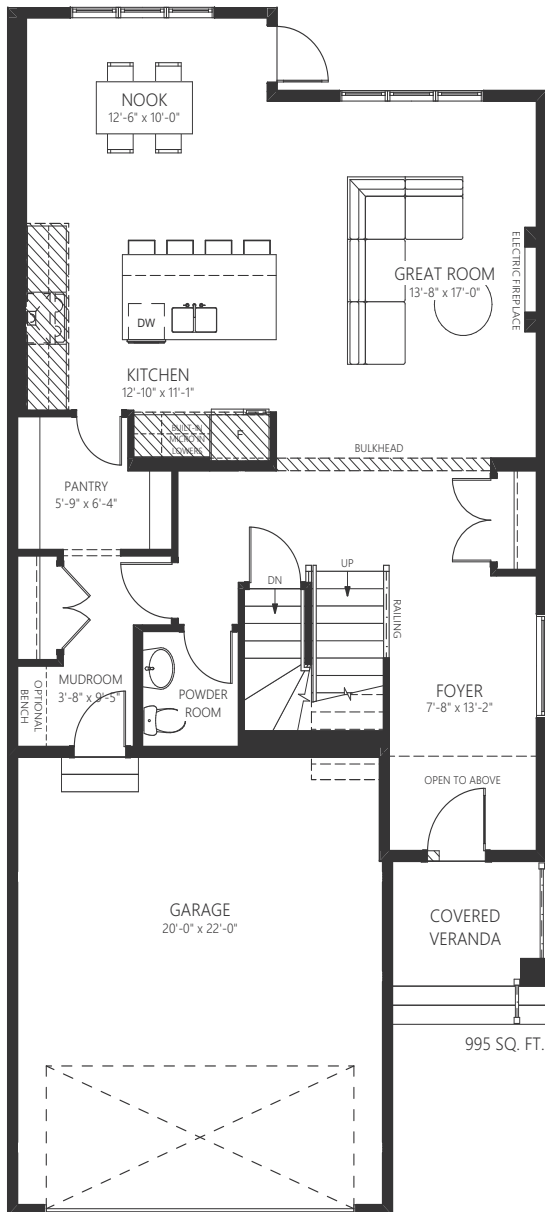 NOOK
12'-6" x 10'-0"
ELECTRIC FIREPLACE
GREAT ROOM
13'-8" x 17'-0"
DW
KITCHEN
12'-10" x 11'-1"
BUILT-IN
MICRO IN
LOWERS
F
BULKHEAD
PANTRY
5'-9" x 6'-4"
DN
UP
RAILING
MUDROOM
3'-8" x 9'-5"
OPTIONAL
BENCH
POWDER
ROOM
FOYER
7'-8" x 13'-2"
OPEN TO ABOVE
GARAGE
20'-0" x 22'-0"
COVERED
VERANDA
995 SQ. FT.